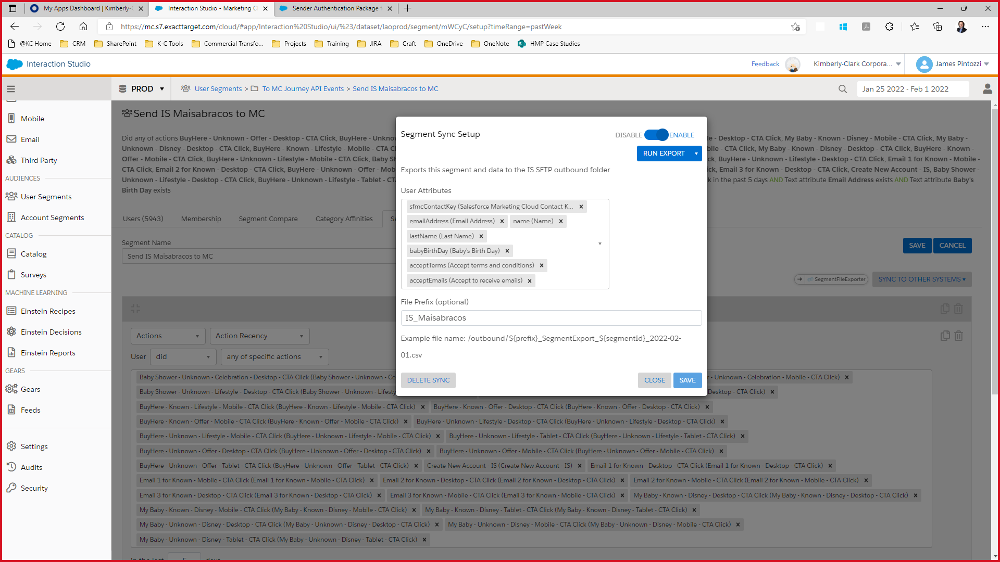 My Apps Dashboard | Kimberly-C
Interaction Studio - Marketing Cl
Sender Authentication Package f
https://mc.s7.exacttarget.com/cloud/#app/Interaction%20Studio/ui/%23/dataset/laoprod/segment/mWCyC/setup?timeRange=pastWeek
@KC Home CRM SharePoint K-C Tools Commercial Transfo... Projects Training JIRA Craft OneDrive OneNote HMP Case Studies
Interaction Studio
Feedback
Kimberly-Clark Corpora...
James Pintozzi
PROD
User Segments > To MC Journey API Events > Send IS Maisabracos to MC
Jan 25 2022 - Feb 1 2022
Mobile
Email
Third Party
AUDIENCES
User Segments
Account Segments
CATALOG
Catalog
Surveys
MACHINE LEARNING
Einstein Recipes
Einstein Decisions
Einstein Reports
GEARS
Gears
Feeds
Settings
Audits
Security
Send IS Maisabracos to MC
Did any of actions BuyHere - Unknown - Offer - Desktop - CTA Click, BuyHere - Unkno
Unknown - Disney - Desktop - CTA Click, BuyHere - Known - Lifestyle - Mobile - CTA Cl
Offer - Mobile - CTA Click, BuyHere - Unknown - Lifestyle - Mobile - CTA Click, Baby S
CTA Click, Email 2 for Known - Desktop - CTA Click, BuyHere - Unknown - Offer - Mob
Unknown - Lifestyle - Desktop - CTA Click, BuyHere - Unknown - Lifestyle - Tablet - CT
Birth Day exists
le - Desktop - CTA Click, My Baby - Known - Disney - Mobile - CTA Click, My Baby -
bile - CTA Click, My Baby - Known - Disney - Desktop - CTA Click, BuyHere - Known -
k, BuyHere - Unknown - Lifestyle - Desktop - CTA Click, Email 1 for Known - Mobile -
CTA Click, Email 3 for Known - Desktop - CTA Click, Create New Account - IS, Baby Shower -
k in the past 5 days AND Text attribute Email Address exists AND Text attribute Baby's
Users (5943) Membership Segment Compare Category Affinities Se
Segment Name
Send IS Maisabracos to MC
SAVE CANCEL
SegmentFileExporter
SYNC TO OTHER SYSTEMS
Segment Sync Setup
DISABLE ENABLE
RUN EXPORT
Exports this segment and data to the IS SFTP outbound folder
User Attributes
sfmcContactKey (Salesforce Marketing Cloud Contact K... ×
emailAddress (Email Address) × name (Name) ×
lastName (Last Name) ×
babyBirthDay (Baby's Birth Day) ×
acceptTerms (Accept terms and conditions) ×
acceptEmails (Accept to receive emails) ×
File Prefix (optional)
IS_Maisabracos
Example file name: /outbound/${prefix}_SegmentExport_${segmentId}_2022-02-
01.csv
DELETE SYNC CLOSE SAVE
Actions Action Recency
User did any of specific actions
Baby Shower - Unknown - Celebration - Desktop - CTA Click (Baby Shower - Unknown - Ce
- Unknown - Celebration - Mobile - CTA Click) ×
Baby Shower - Unknown - Lifestyle - Desktop - CTA Click (Baby Shower - Unknown - Lifesty
Desktop - CTA Click) ×
BuyHere - Known - Lifestyle - Mobile - CTA Click (BuyHere - Known - Lifestyle - Mobile - CTA Click) × BuyHere - Known - Offer - Desktop - CTA Click (BuyHere - Known - Offer - Desktop - CTA Click) ×
BuyHere - Known - Offer - Mobile - CTA Click (BuyHere - Known - Offer - Mobile - CTA Click) × BuyHere - Unknown - Lifestyle - Desktop - CTA Click (BuyHere - Unknown - Lifestyle - Desktop - CTA Click) ×
BuyHere - Unknown - Lifestyle - Mobile - CTA Click (BuyHere - Unknown - Lifestyle - Mobile - CTA Click) × BuyHere - Unknown - Lifestyle - Tablet - CTA Click (BuyHere - Unknown - Lifestyle - Tablet - CTA Click) ×
BuyHere - Unknown - Offer - Desktop - CTA Click (BuyHere - Unknown - Offer - Desktop - CTA Click) × BuyHere - Unknown - Offer - Mobile - CTA Click (BuyHere - Unknown - Offer - Mobile - CTA Click) ×
BuyHere - Unknown - Offer - Tablet - CTA Click (BuyHere - Unknown - Offer - Tablet - CTA Click) × Create New Account - IS (Create New Account - IS) × Email 1 for Known - Desktop - CTA Click (Email 1 for Known - Desktop - CTA Click) ×
Email 1 for Known - Mobile - CTA Click (Email 1 for Known - Mobile - CTA Click) × Email 2 for Known - Desktop - CTA Click (Email 2 for Known - Desktop - CTA Click) × Email 2 for Known - Mobile - CTA Click (Email 2 for Known - Mobile - CTA Click) ×
Email 3 for Known - Desktop - CTA Click (Email 3 for Known - Desktop - CTA Click) × Email 3 for Known - Mobile - CTA Click (Email 3 for Known - Mobile - CTA Click) × My Baby - Known - Disney - Desktop - CTA Click (My Baby - Known - Disney - Desktop - CTA Click) ×
My Baby - Known - Disney - Mobile - CTA Click (My Baby - Known - Disney - Mobile - CTA Click) × My Baby - Known - Disney - Tablet - CTA Click (My Baby - Known - Disney - Tablet - CTA Click) ×
My Baby - Unknown - Disney - Desktop - CTA Click (My Baby - Unknown - Disney - Desktop - CTA Click) × My Baby - Unknown - Disney - Mobile - CTA Click (My Baby - Unknown - Disney - Mobile - CTA Click) ×
My Baby - Unknown - Disney - Tablet - CTA Click (My Baby - Unknown - Disney - Tablet - CTA Click) ×
in the last 5 days